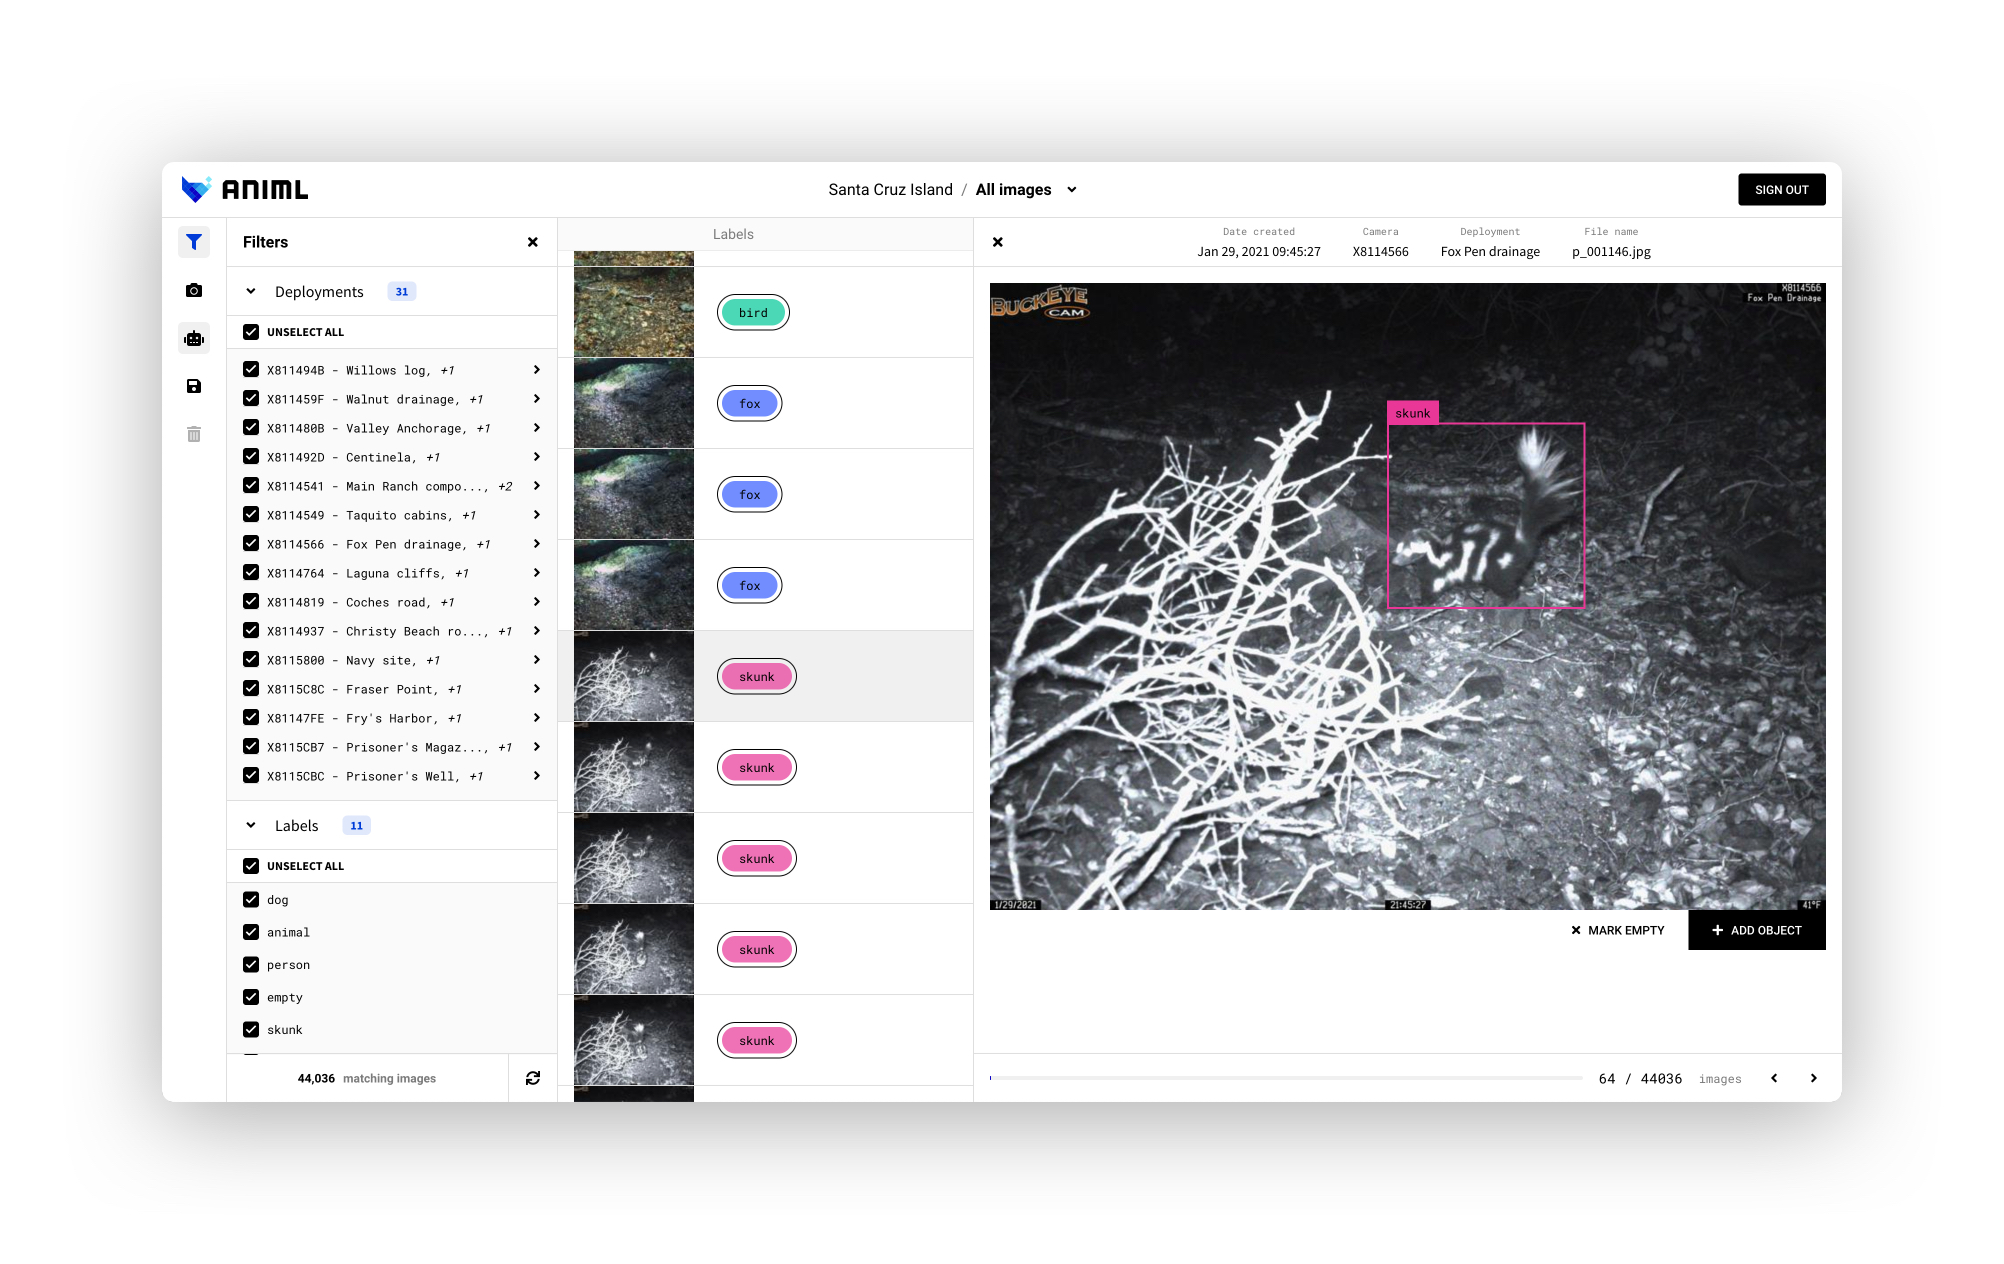 ANIML
Santa Cruz Island / All images
SIGN OUT
Filters
Deployments 31
UNSELECT ALL
X811494B - Willows log, +1
X811459F - Walnut drainage, +1
X811480B - Valley Anchorage, +1
X811492D - Centinela, +1
X8114541 - Main Ranch compo..., +2
X8114549 - Taquito cabins, +1
X8114566 - Fox Pen drainage, +1
X8114764 - Laguna cliffs, +1
X8114819 - Coches road, +1
X8114937 - Christy Beach ro..., +1
X8115800 - Navy site, +1
X8115C8C - Fraser Point, +1
X81147FE - Fry's Harbor, +1
X8115CB7 - Prisoner's Magaz..., +1
X8115CBC - Prisoner's Well, +1
Labels 11
UNSELECT ALL
dog
animal
person
empty
skunk
44,036 matching images
Labels
bird
fox
fox
fox
skunk
skunk
skunk
skunk
skunk
Date created
Jan 29, 2021 09:45:27
Camera
X8114566
Deployment
Fox Pen drainage
File name
p_001146.jpg
BUCKEYE
CAM
X8114566
Fox Pen Drainage
skunk
1/29/2021
21:45:27
41°F
MARK EMPTY
ADD OBJECT
64 / 44036 images